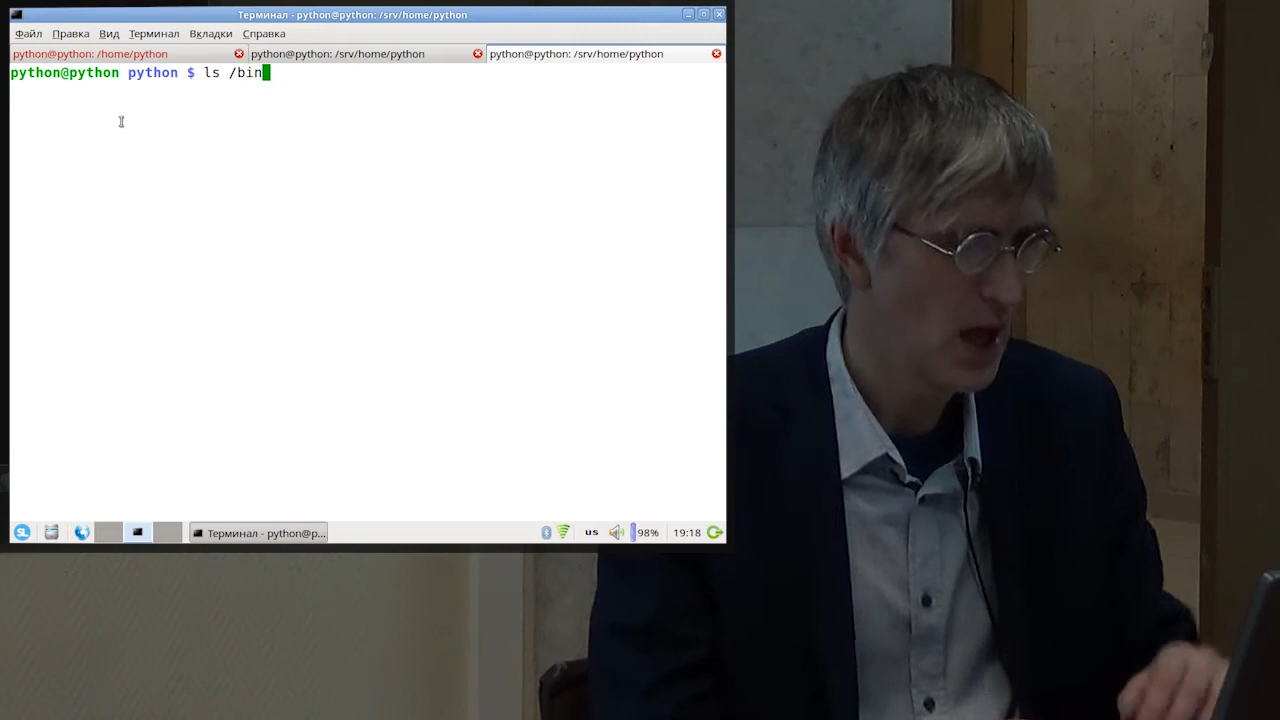 Терминал - python@python: /srv/home/python
Файл Правка Вид Терминал Вкладки Справка
python@python: /home/python python@python: /srv/home/python python@python: /srv/home/python
python@python python $ ls /bin
SL Терминал - python@p... us 98% 19:18